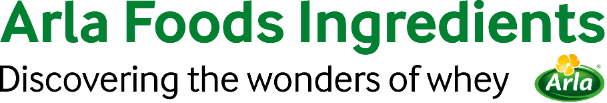 Arla Foods Ingredients
Discovering the wonders of whey
Arla®